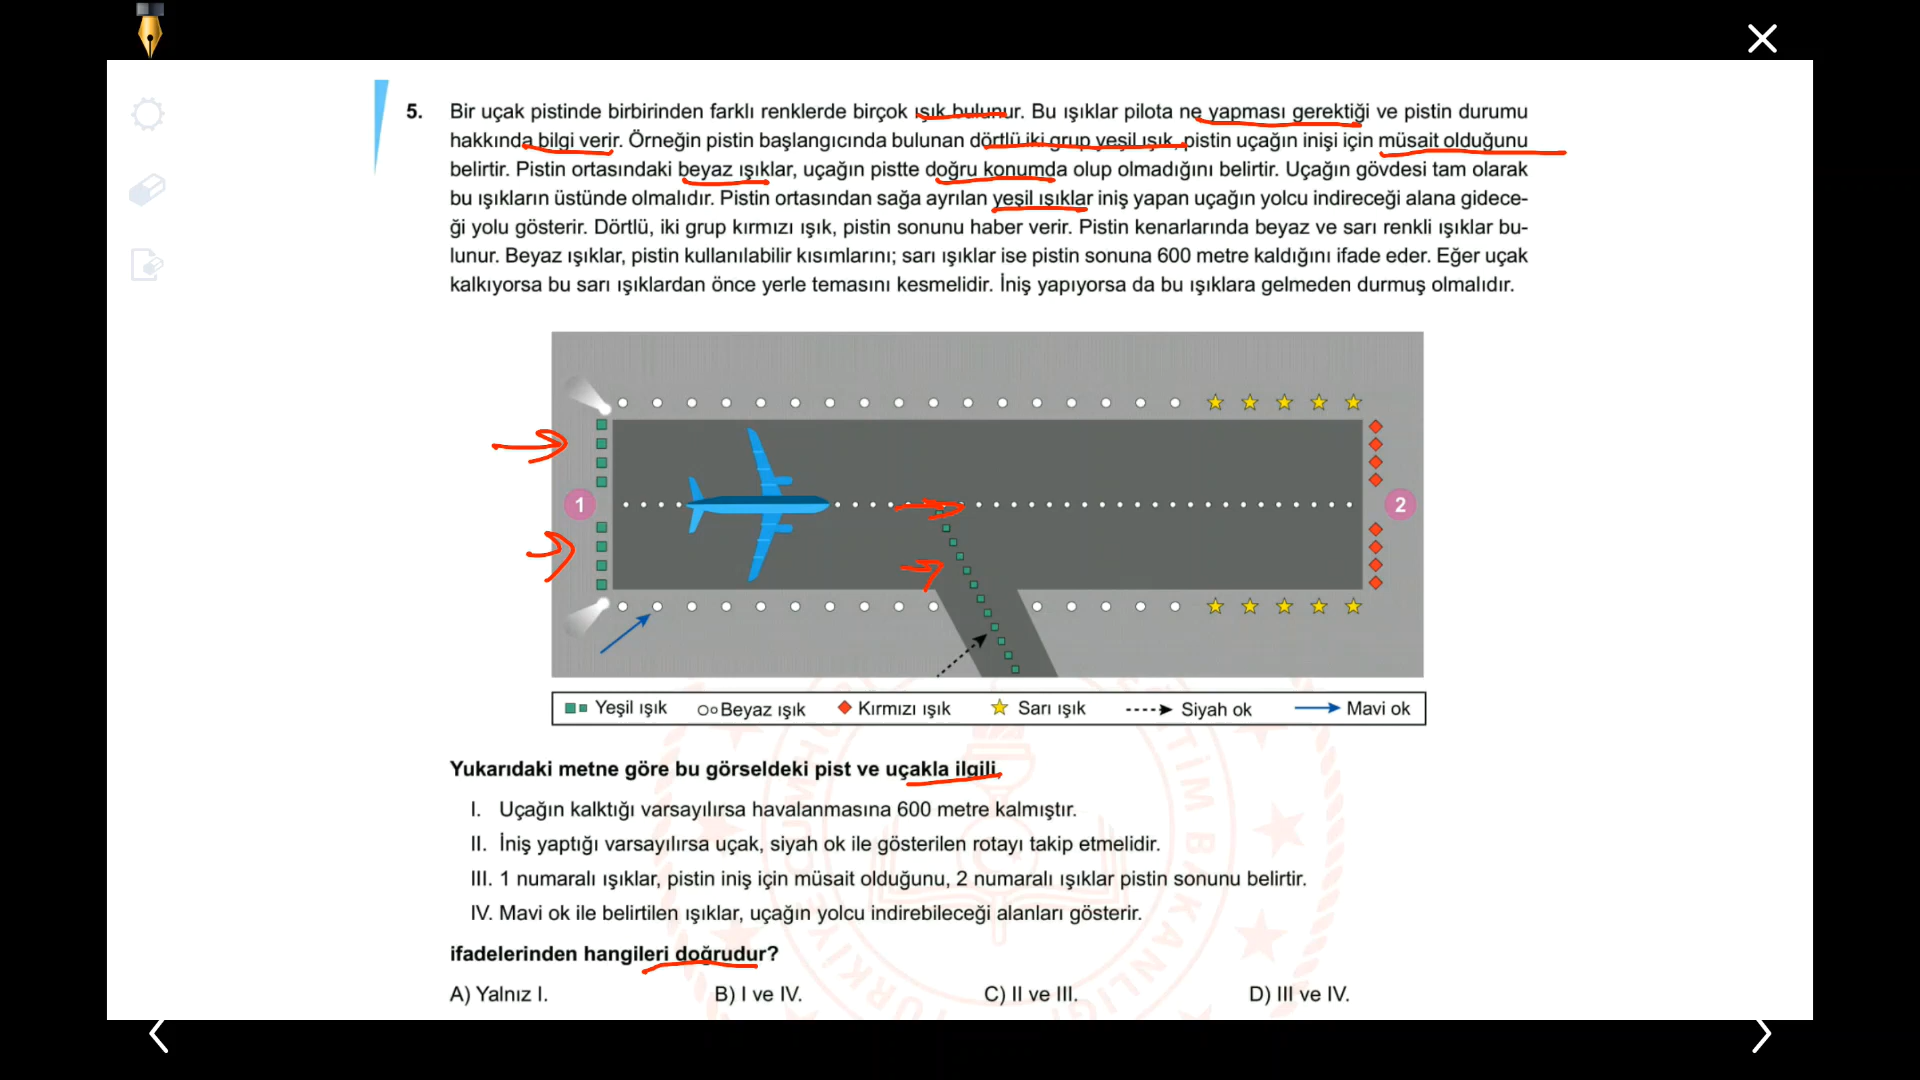 5. Bir uçak pistinde birbirinden farklı renklerde birçok ışık bulunur. Bu ışıklar pilota ne yapması gerektiği ve pistin durumu
hakkında bilgi verir. Örneğin pistin başlangıcında bulunan dörtlü iki grup yeşil ışık, pistin uçağın inişi için müsait olduğunu
belirtir. Pistin ortasındaki beyaz ışıklar, uçağın pistte doğru konumda olup olmadığını belirtir. Uçağın gövdesi tam olarak
bu ışıkların üstünde olmalıdır. Pistin ortasından sağa ayrılan yeşil ışıklar iniş yapan uçağın yolcu indireceği alana gidece-
ği yolu gösterir. Dörtlü, iki grup kırmızı ışık, pistin sonunu haber verir. Pistin kenarlarında beyaz ve sarı renkli ışıklar bu-
lunur. Beyaz ışıklar, pistin kullanılabilir kısımlarını; sarı ışıklar ise pistin sonuna 600 metre kaldığını ifade eder. Eğer uçak
kalkıyorsa bu sarı ışıklardan önce yerle temasını kesmelidir. İniş yapıyorsa da bu ışıklara gelmeden durmuş olmalıdır.
1 2
Yeşil ışık Beyaz ışık Kırmızı ışık Sarı ışık Siyah ok Mavi ok
Yukarıdaki metne göre bu görseldeki pist ve uçakla ilgili,
I. Uçağın kalktığı varsayılırsa havalanmasına 600 metre kalmıştır.
II. İniş yaptığı varsayılırsa uçak, siyah ok ile gösterilen rotayı takip etmelidir.
III. 1 numaralı ışıklar, pistin iniş için müsait olduğunu, 2 numaralı ışıklar pistin sonunu belirtir.
IV. Mavi ok ile belirtilen ışıklar, uçağın yolcu indirebileceği alanları gösterir.
ifadelerinden hangileri doğrudur?
A) Yalnız I. B) I ve IV. C) II ve III. D) III ve IV.